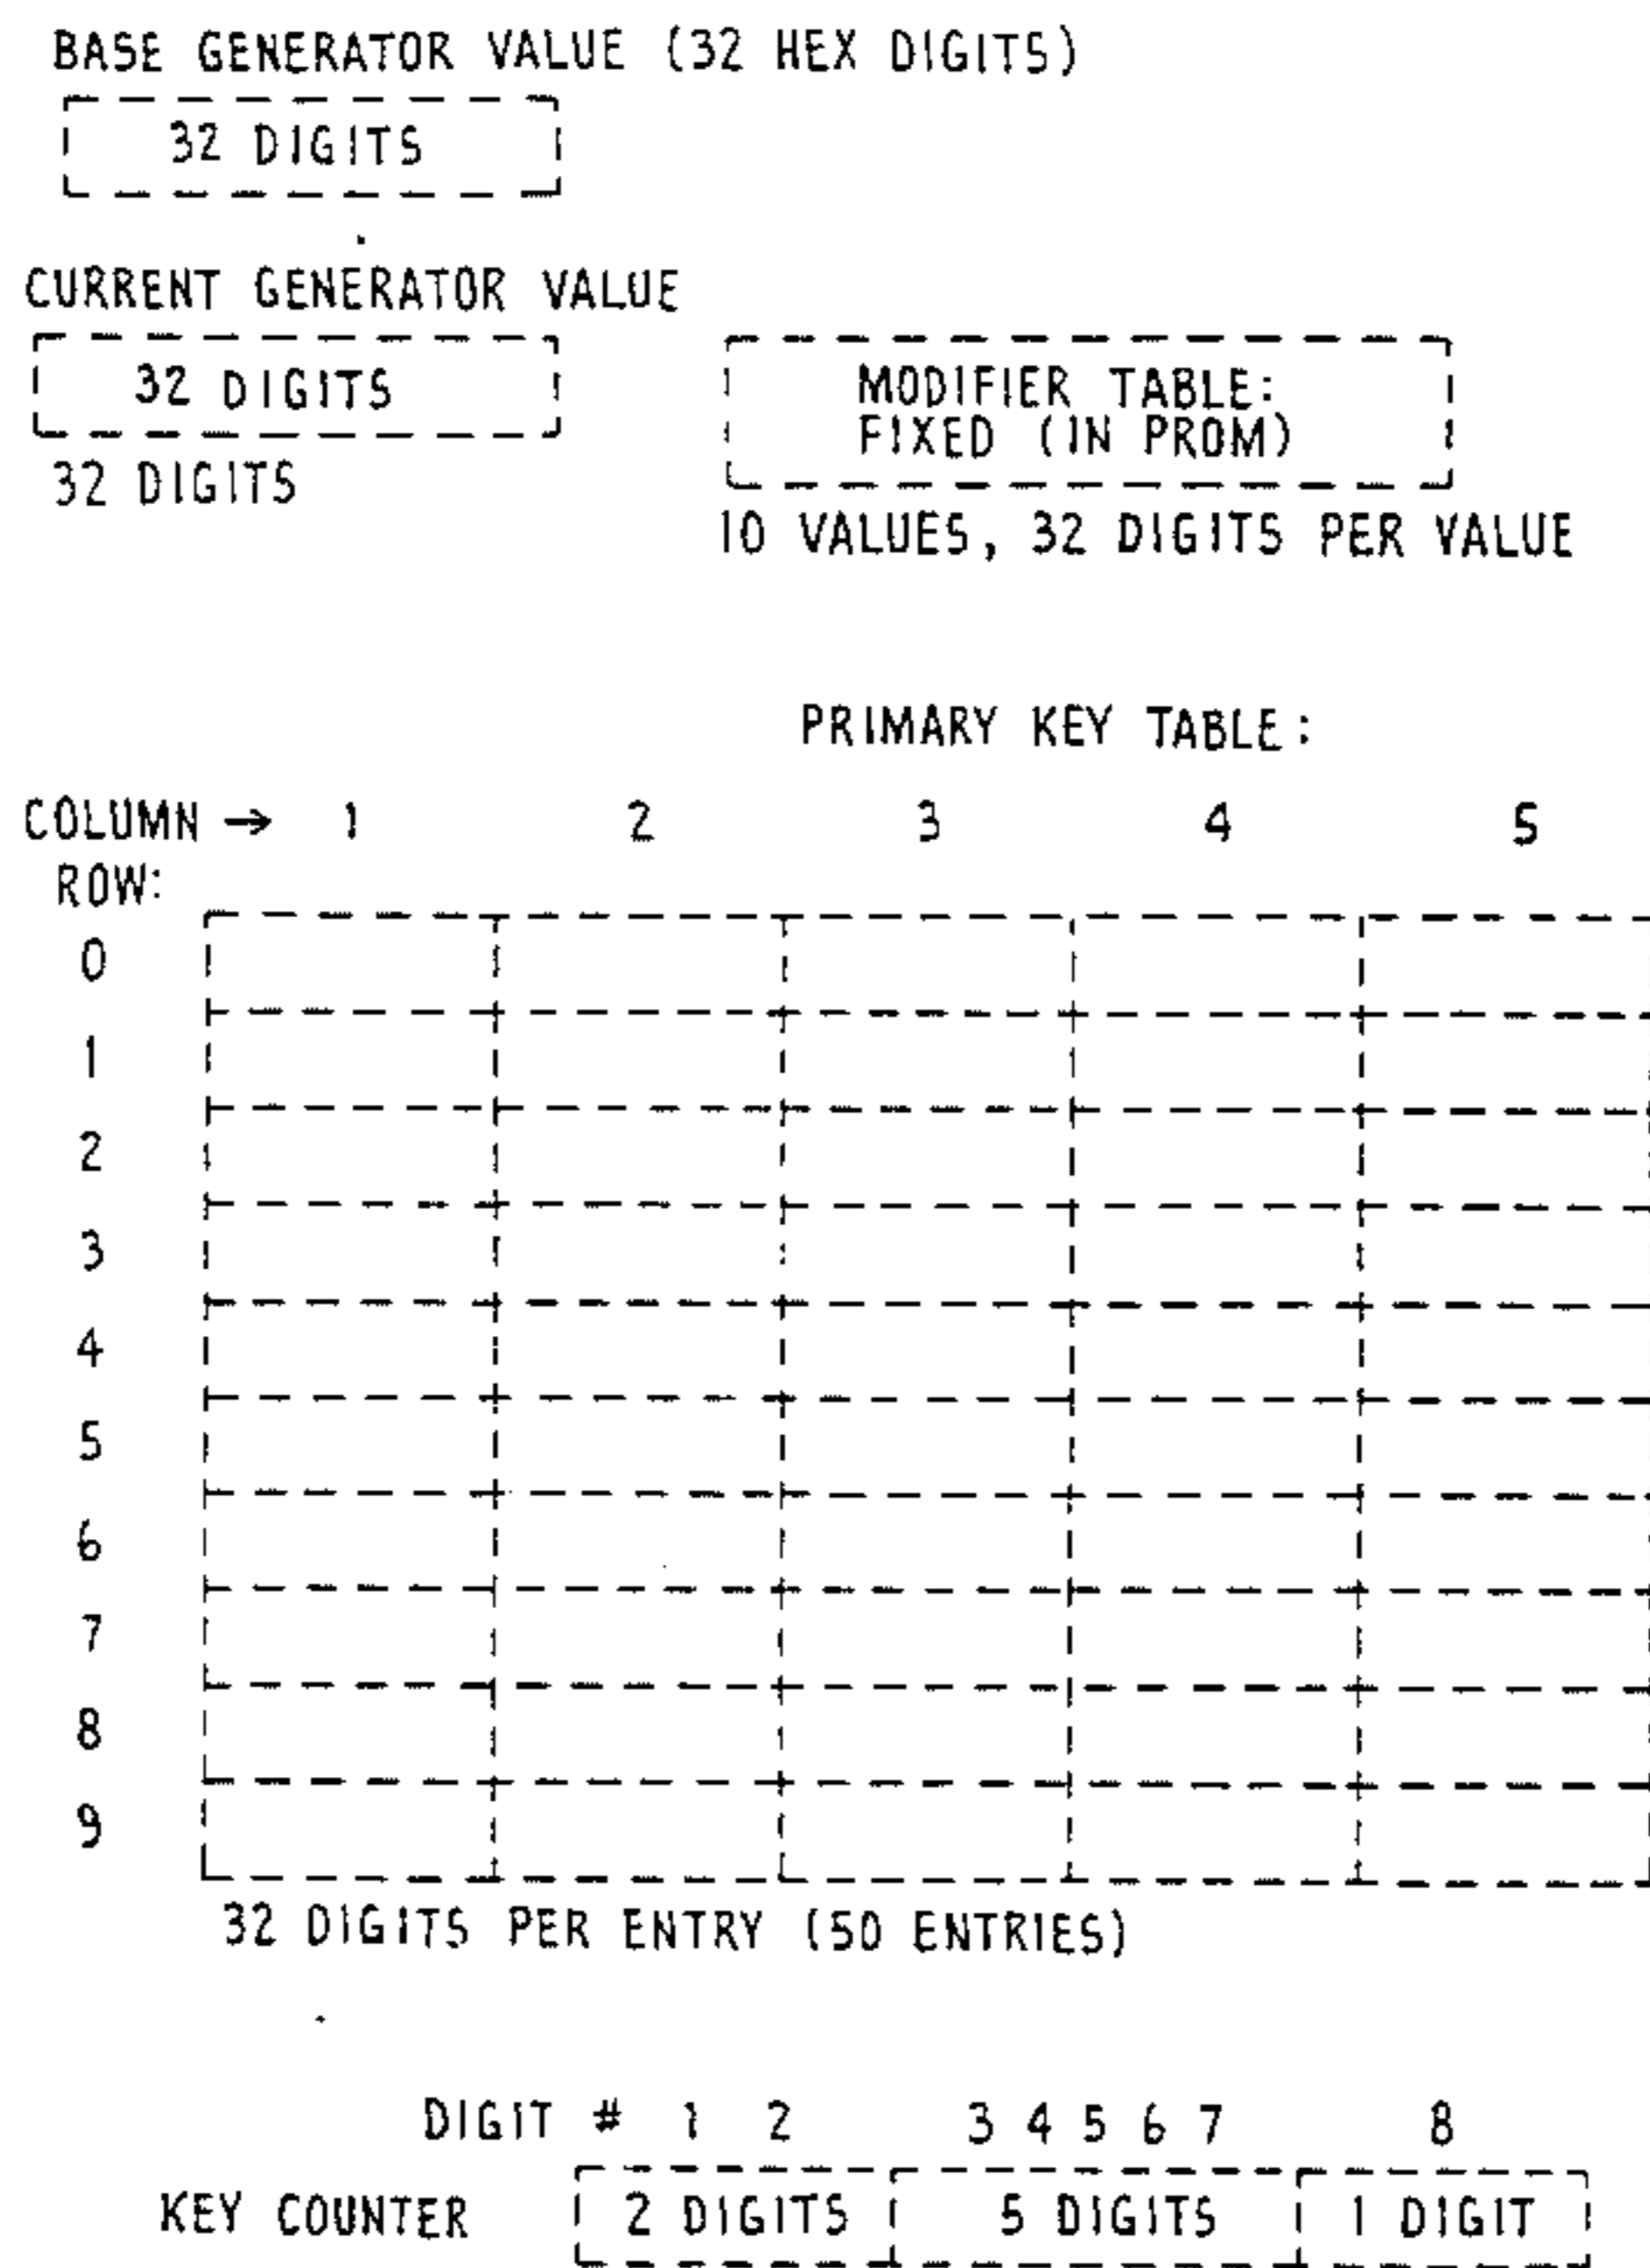 BASE GENERATOR VALUE (32 HEX DIGITS)
32 DIGITS
CURRENT GENERATOR VALUE
32 DIGITS
32 DIGITS
MODIFIER TABLE:
FIXED (IN PROM)
10 VALUES, 32 DIGITS PER VALUE
PRIMARY KEY TABLE:
COLUMN → 1 2 3 4 5
ROW:
0
1
2
3
4
5
6
7
8
9
32 DIGITS PER ENTRY (50 ENTRIES)
DIGIT # 1 2 3 4 5 6 7 8
KEY COUNTER 2 DIGITS 5 DIGITS 1 DIGIT